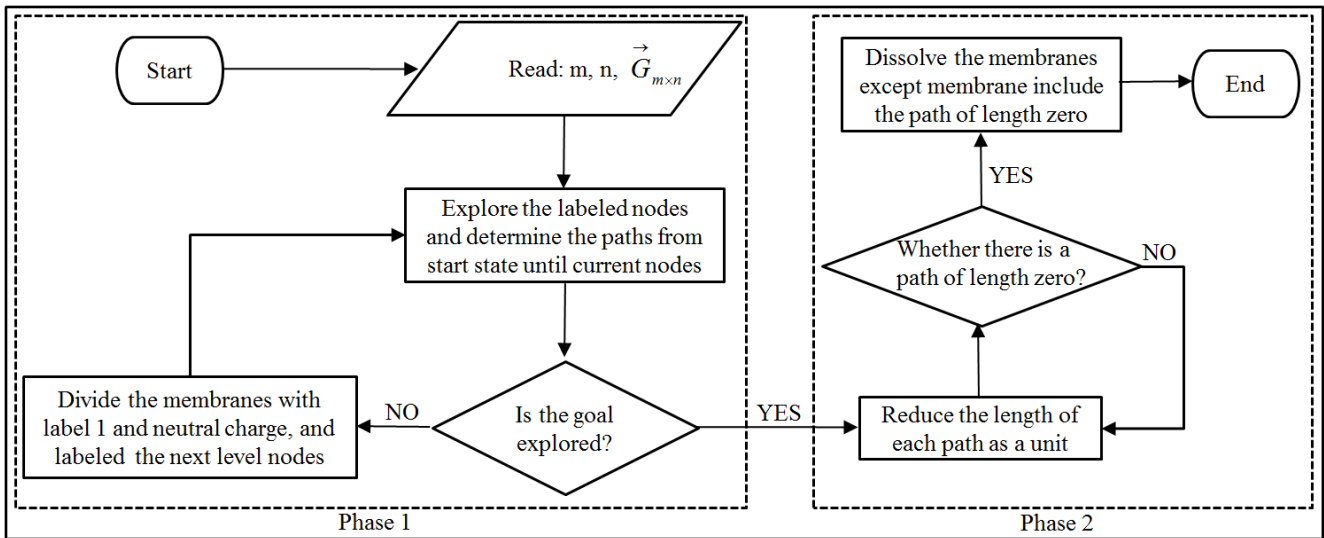 Start
Read: m, n, G⃗ m×n
Explore the labeled nodes
and determine the paths from
start state until current nodes
Is the goal
explored?
NO
Divide the membranes with
label 1 and neutral charge, and
labeled the next level nodes
YES
Phase 1
Reduce the length of
each path as a unit
Whether there is a
path of length zero?
NO
YES
Dissolve the membranes
except membrane include
the path of length zero
End
Phase 2